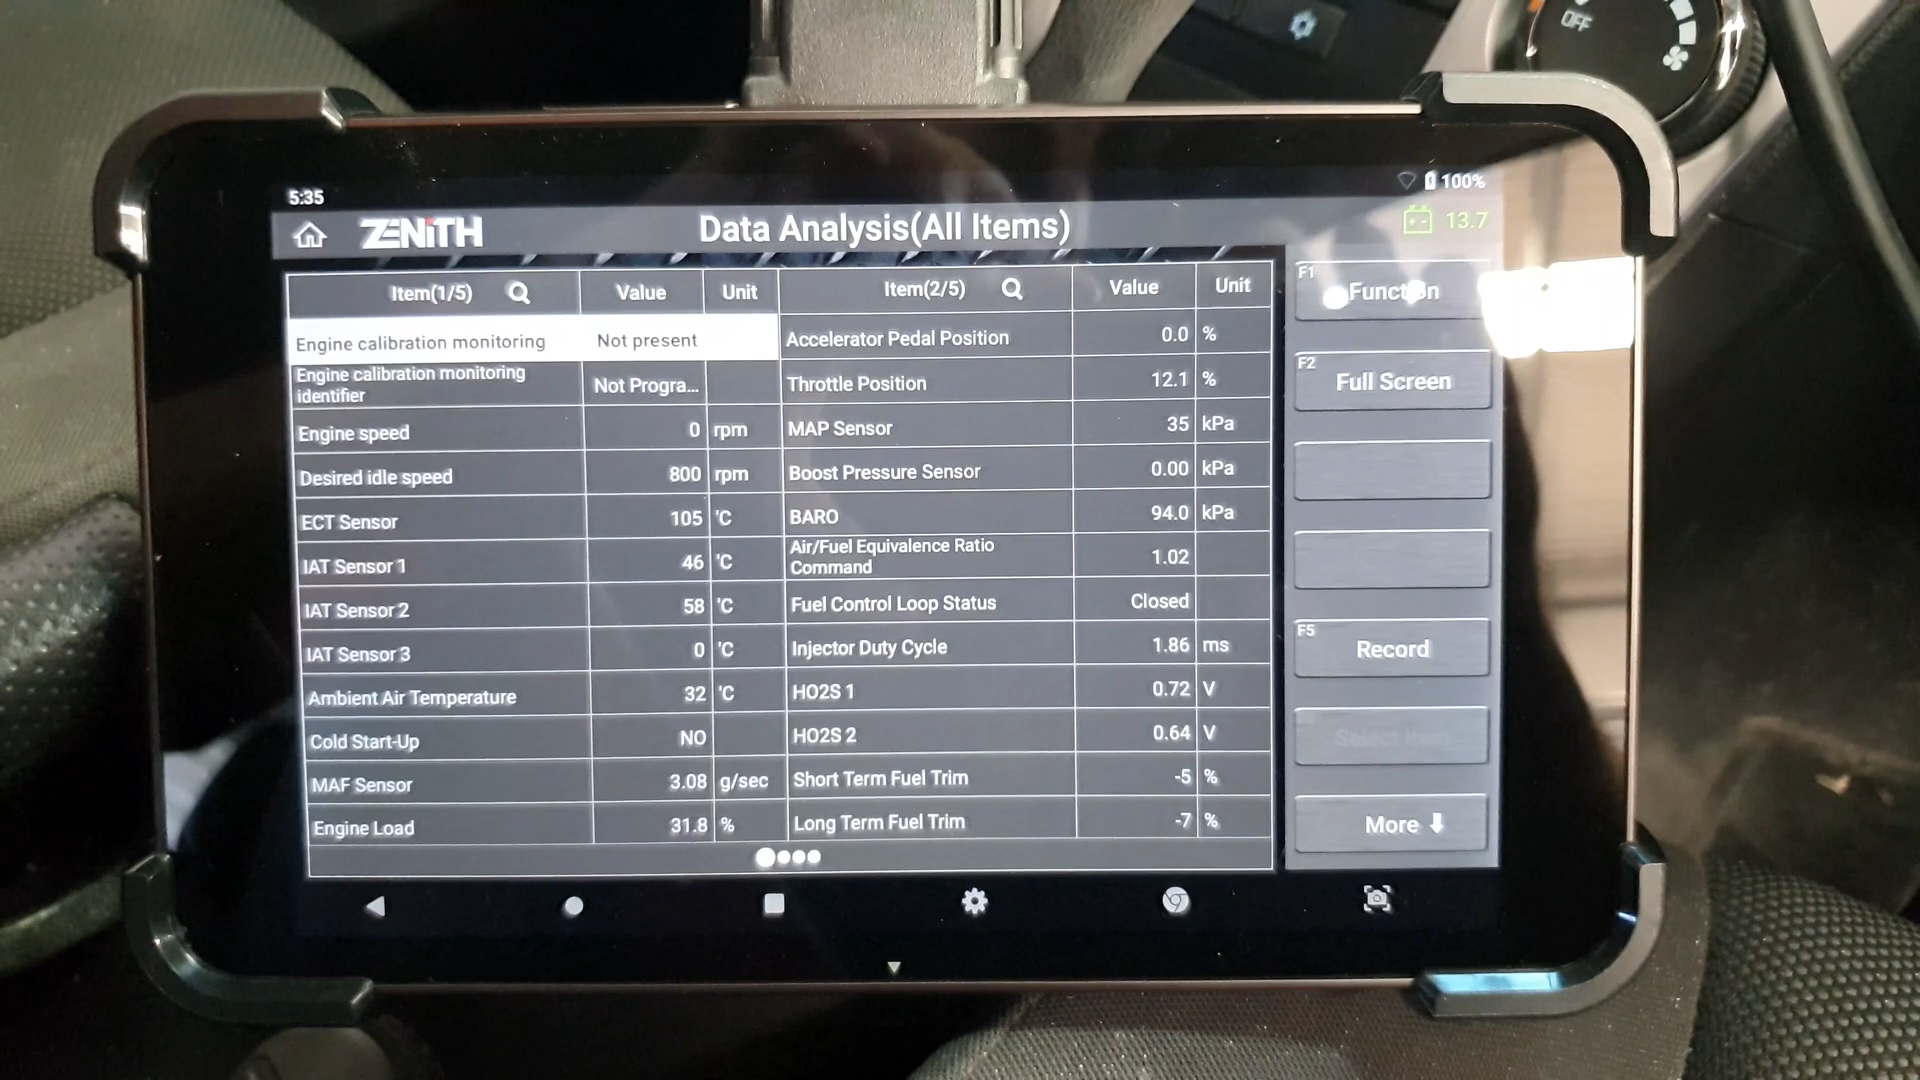 OFF
5:35
100%
ZENITH
Data Analysis(All Items)
13.7
Item(1/5) Value Unit Item(2/5) Value Unit
Engine calibration monitoring Not present Accelerator Pedal Position 0.0 %
Engine calibration monitoring
identifier Not Progra... Throttle Position 12.1 %
Engine speed 0 rpm MAP Sensor 35 kPa
Desired idle speed 800 rpm Boost Pressure Sensor 0.00 kPa
ECT Sensor 105 'C BARO 94.0 kPa
IAT Sensor 1 46 'C Air/Fuel Equivalence Ratio
Command 1.02
IAT Sensor 2 58 'C Fuel Control Loop Status Closed
IAT Sensor 3 0 'C Injector Duty Cycle 1.86 ms
Ambient Air Temperature 32 'C HO2S 1 0.72 V
Cold Start-Up NO HO2S 2 0.64 V
MAF Sensor 3.08 g/sec Short Term Fuel Trim -5 %
Engine Load 31.8 % Long Term Fuel Trim -7 %
F1
Function
F2
Full Screen
F5
Record
Select Item
More